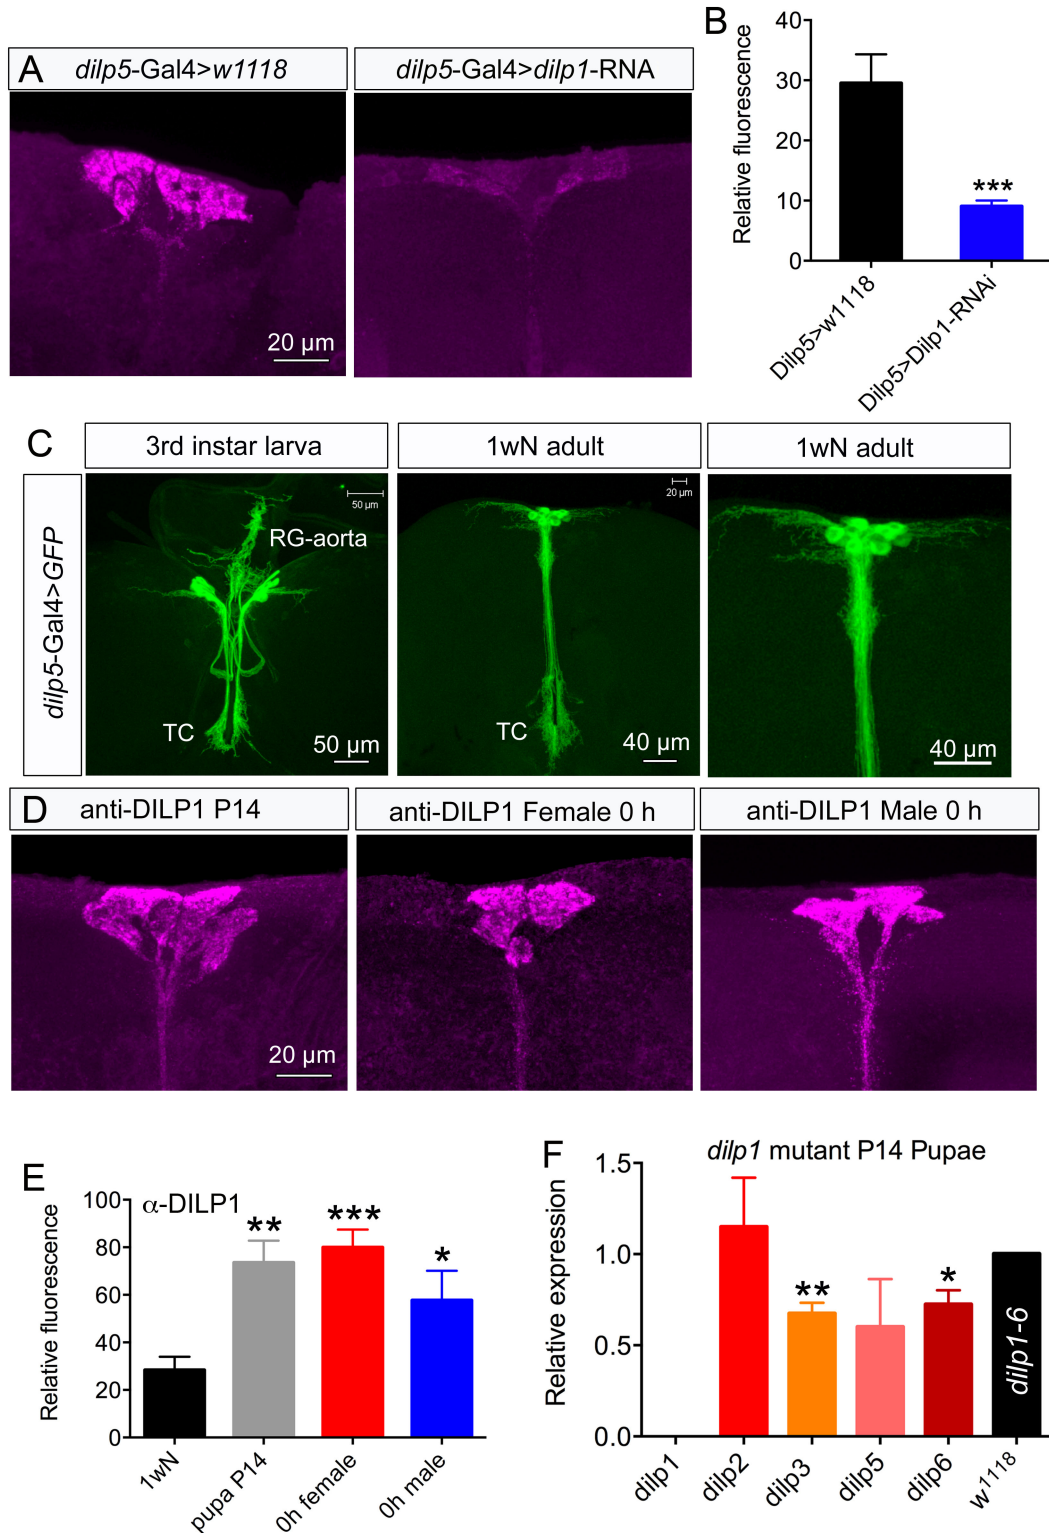 A
dilp5-Gal4>w1118
dilp5-Gal4>dilp1-RNA
20 µm
B
Relative fluorescence
40
30
20
10
0
***
Dilp5>w1118
Dilp5>Dilp1-RNAi
C
3rd instar larva
1wN adult
1wN adult
dilp5-Gal4>GFP
50 µm
RG-aorta
TC
50 µm
20 µm
TC
40 µm
40 µm
D
anti-DILP1 P14
anti-DILP1 Female 0 h
anti-DILP1 Male 0 h
20 µm
E
α-DILP1
Relative fluorescence
100
80
60
40
20
0
**
***
*
1wN
pupa P14
0h female
0h male
F
dilp1 mutant P14 Pupae
Relative expression
1.5
1.0
0.5
0.0
**
*
dilp1-6
dilp1
dilp2
dilp3
dilp5
dilp6
w1118